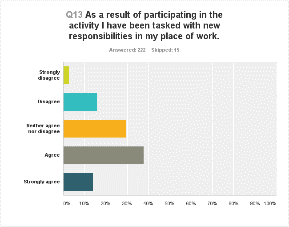 Q13 As a result of participating in the
activity I have been tasked with new
responsibilities in my place of work.
Answered: 222 Skipped:
Strongly
disagree
Disagree
Neither agree
nor disagree
Agree
Strongly agree
0% 10% 20% 30% 40% 50% 60% 70% 80% 90% 100%